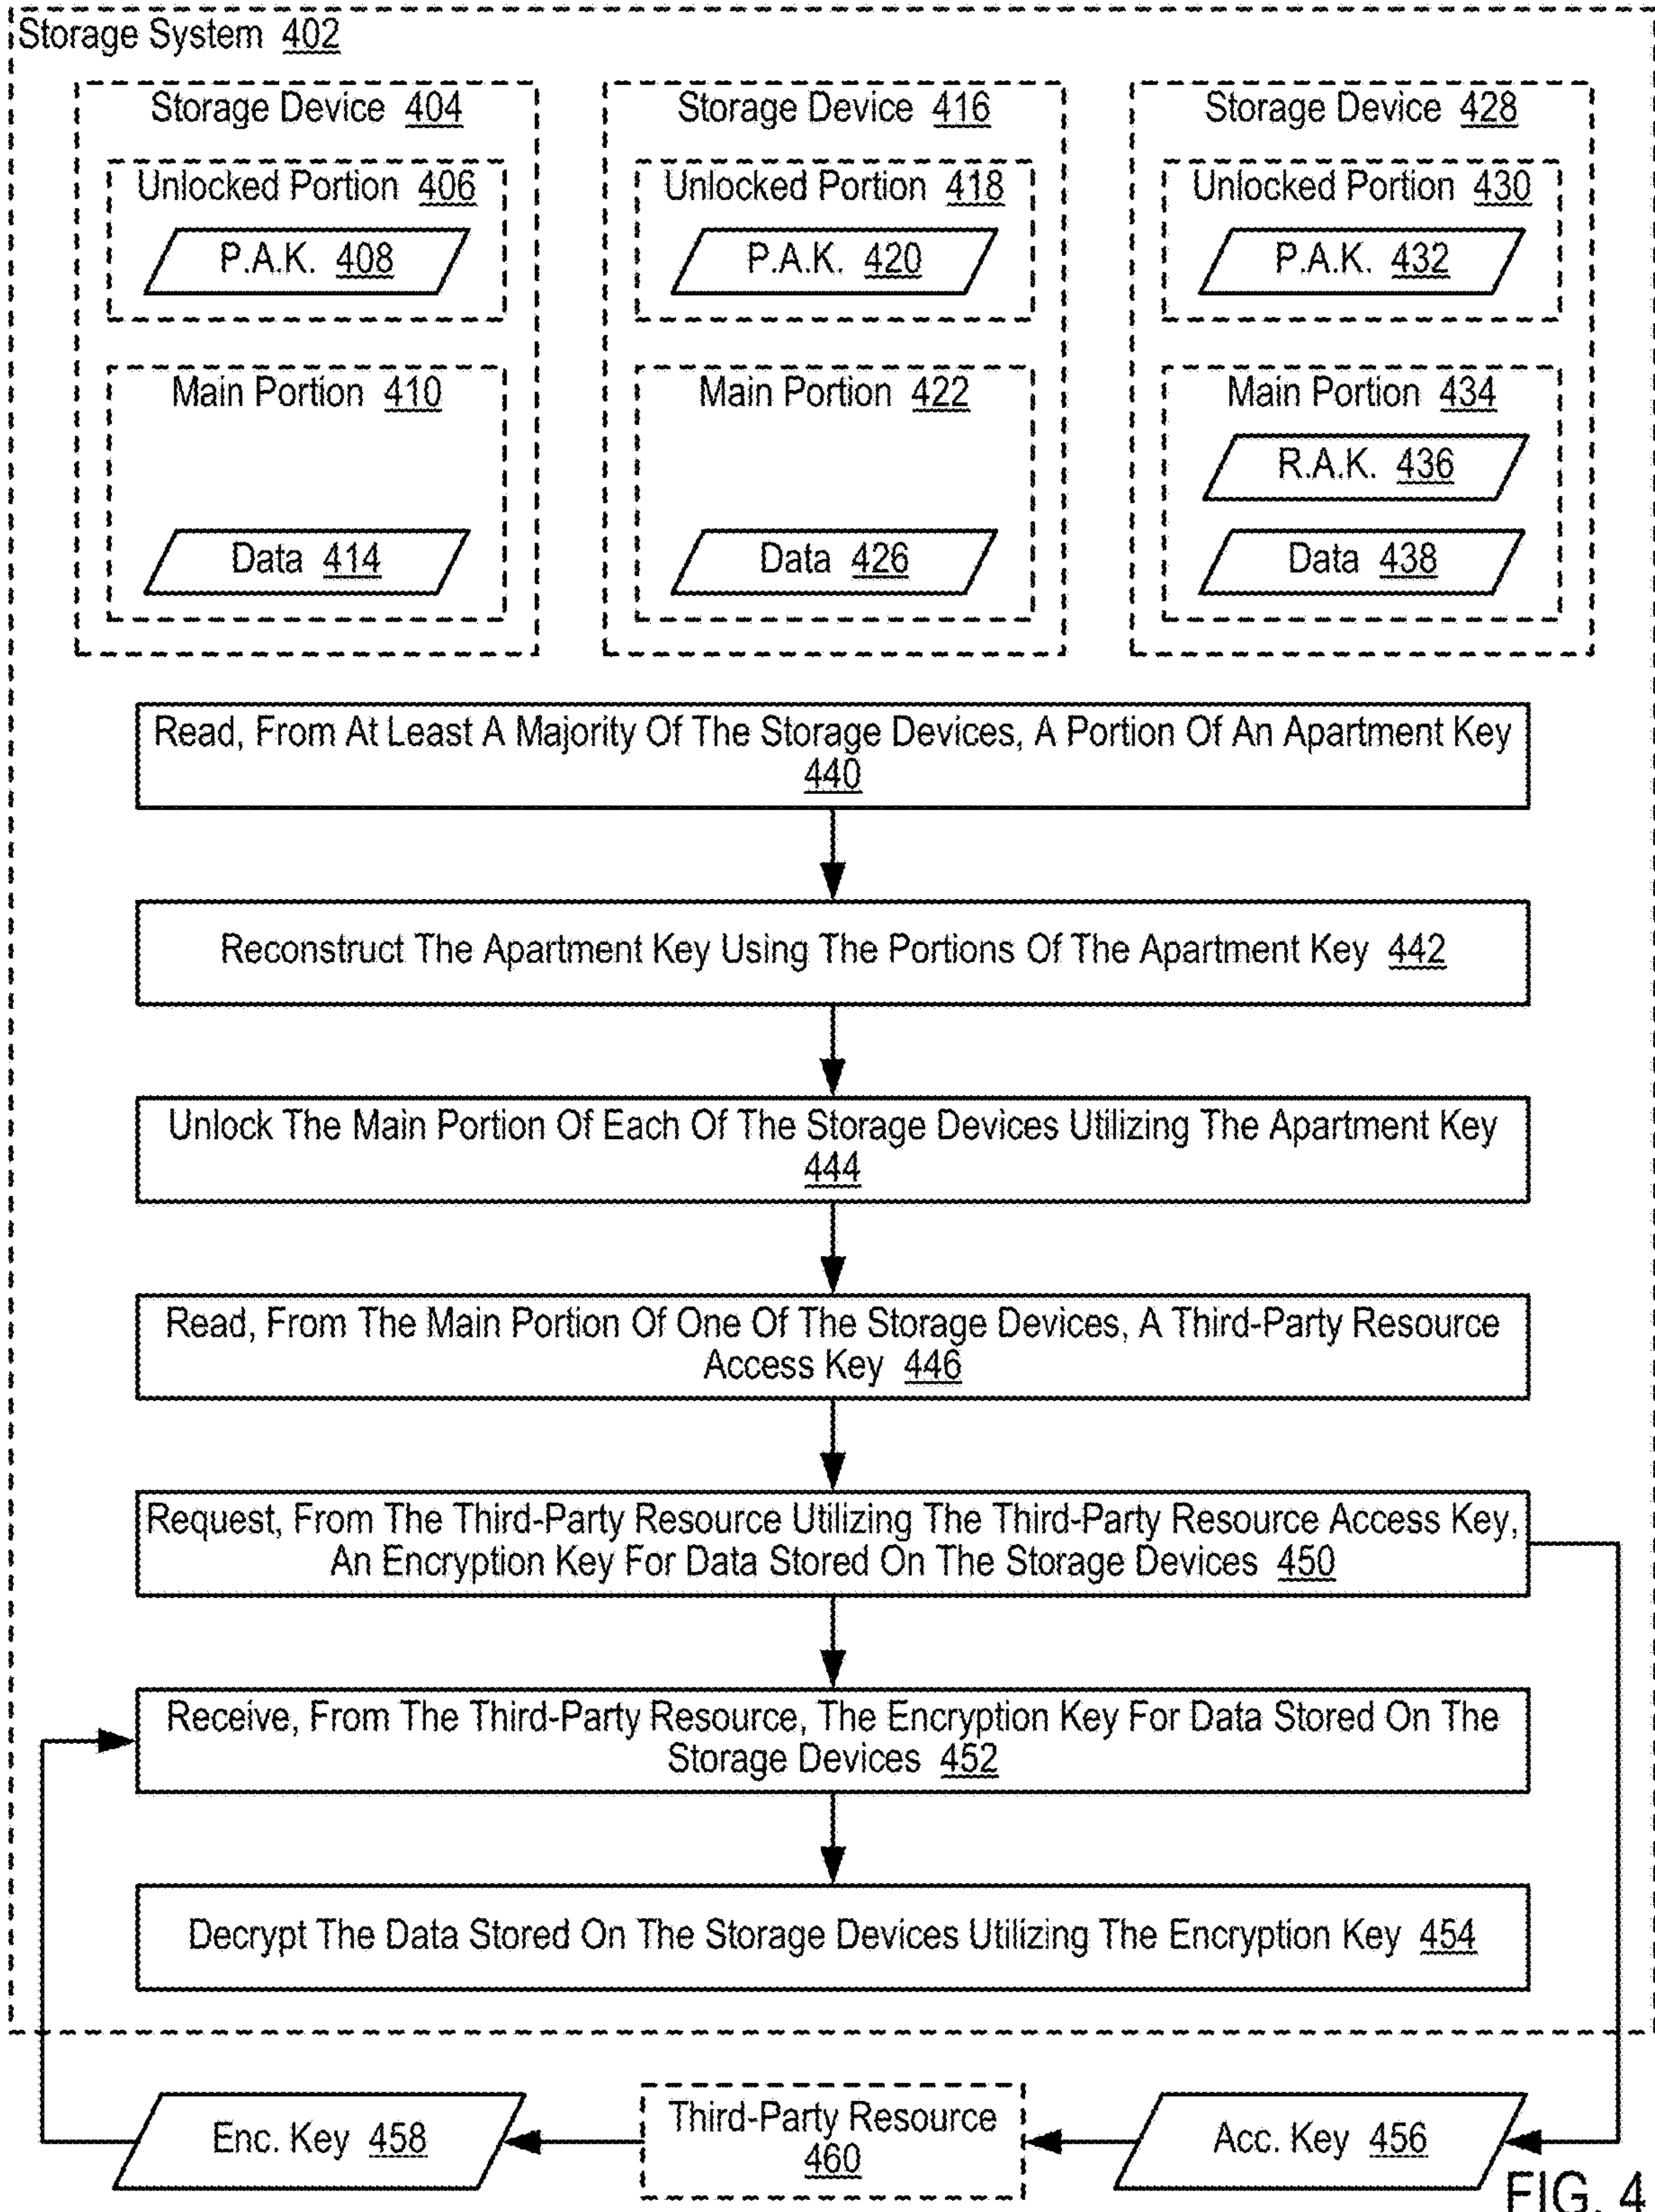 Storage System 402
Storage Device 404
Unlocked Portion 406
P.A.K. 408
Main Portion 410
Data 414
Storage Device 416
Unlocked Portion 418
P.A.K. 420
Main Portion 422
Data 426
Storage Device 428
Unlocked Portion 430
P.A.K. 432
Main Portion 434
R.A.K. 436
Data 438
Read, From At Least A Majority Of The Storage Devices, A Portion Of An Apartment Key
440
Reconstruct The Apartment Key Using The Portions Of The Apartment Key 442
Unlock The Main Portion Of Each Of The Storage Devices Utilizing The Apartment Key
444
Read, From The Main Portion Of One Of The Storage Devices, A Third-Party Resource
Access Key 446
Request, From The Third-Party Resource Utilizing The Third-Party Resource Access Key,
An Encryption Key For Data Stored On The Storage Devices 450
Receive, From The Third-Party Resource, The Encryption Key For Data Stored On The
Storage Devices 452
Decrypt The Data Stored On The Storage Devices Utilizing The Encryption Key 454
Enc. Key 458
Third-Party Resource
460
Acc. Key 456
FIG. 4